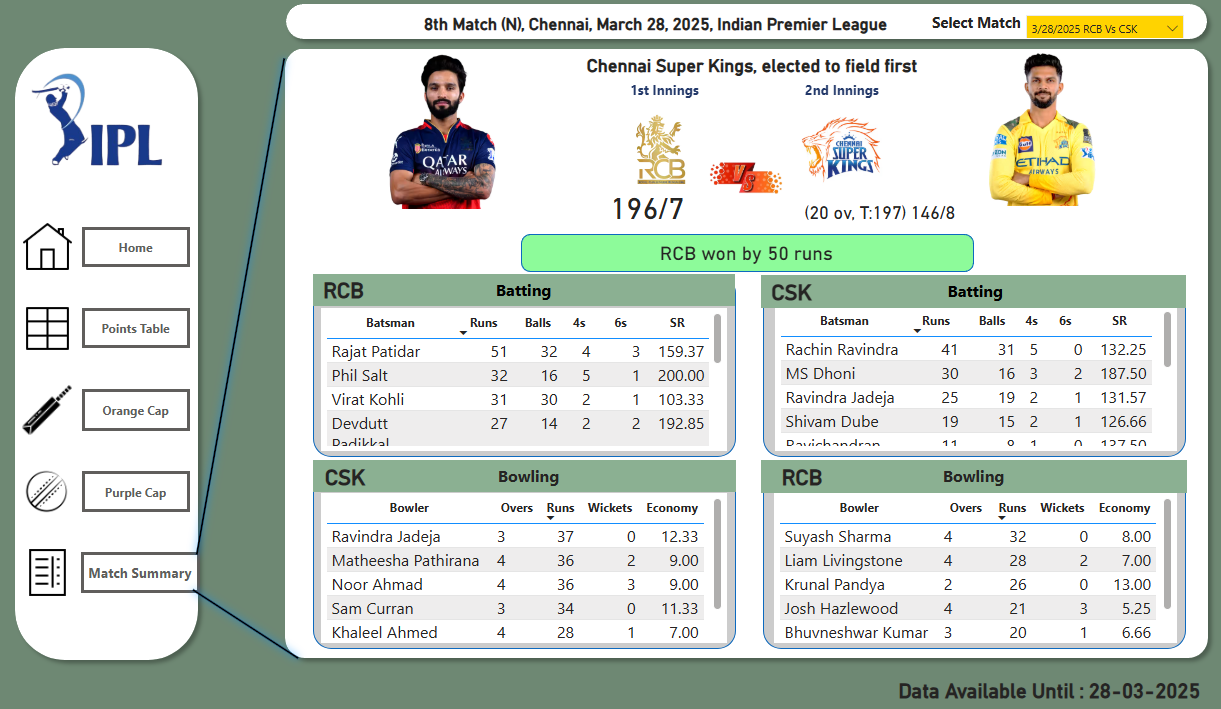 8th Match (N), Chennai, March 28, 2025, Indian Premier League
Select Match
3/28/2025 RCB Vs CSK
IPL
Home
Points Table
Orange Cap
Purple Cap
Match Summary
Chennai Super Kings, elected to field first
1st Innings 2nd Innings
QATAR
AIRWAYS
RCB
VS
CHENNAI
SUPER
KINGS
ETIHAD
AIRWAYS
196/7
(20 ov, T:197) 146/8
RCB won by 50 runs
RCB Batting
Batsman Runs Balls 4s 6s SR
Rajat Patidar 51 32 4 3 159.37
Phil Salt 32 16 5 1 200.00
Virat Kohli 31 30 2 1 103.33
Devdutt 27 14 2 2 192.85
Padikkal
CSK Batting
Batsman Runs Balls 4s 6s SR
Rachin Ravindra 41 31 5 0 132.25
MS Dhoni 30 16 3 2 187.50
Ravindra Jadeja 25 19 2 1 131.57
Shivam Dube 19 15 2 1 126.66
Ravichandran 11 8 1 0 137.50
CSK Bowling
Bowler Overs Runs Wickets Economy
Ravindra Jadeja 3 37 0 12.33
Matheesha Pathirana 4 36 2 9.00
Noor Ahmad 4 36 3 9.00
Sam Curran 3 34 0 11.33
Khaleel Ahmed 4 28 1 7.00
RCB Bowling
Bowler Overs Runs Wickets Economy
Suyash Sharma 4 32 0 8.00
Liam Livingstone 4 28 2 7.00
Krunal Pandya 2 26 0 13.00
Josh Hazlewood 4 21 3 5.25
Bhuvneshwar Kumar 3 20 1 6.66
Data Available Until : 28-03-2025